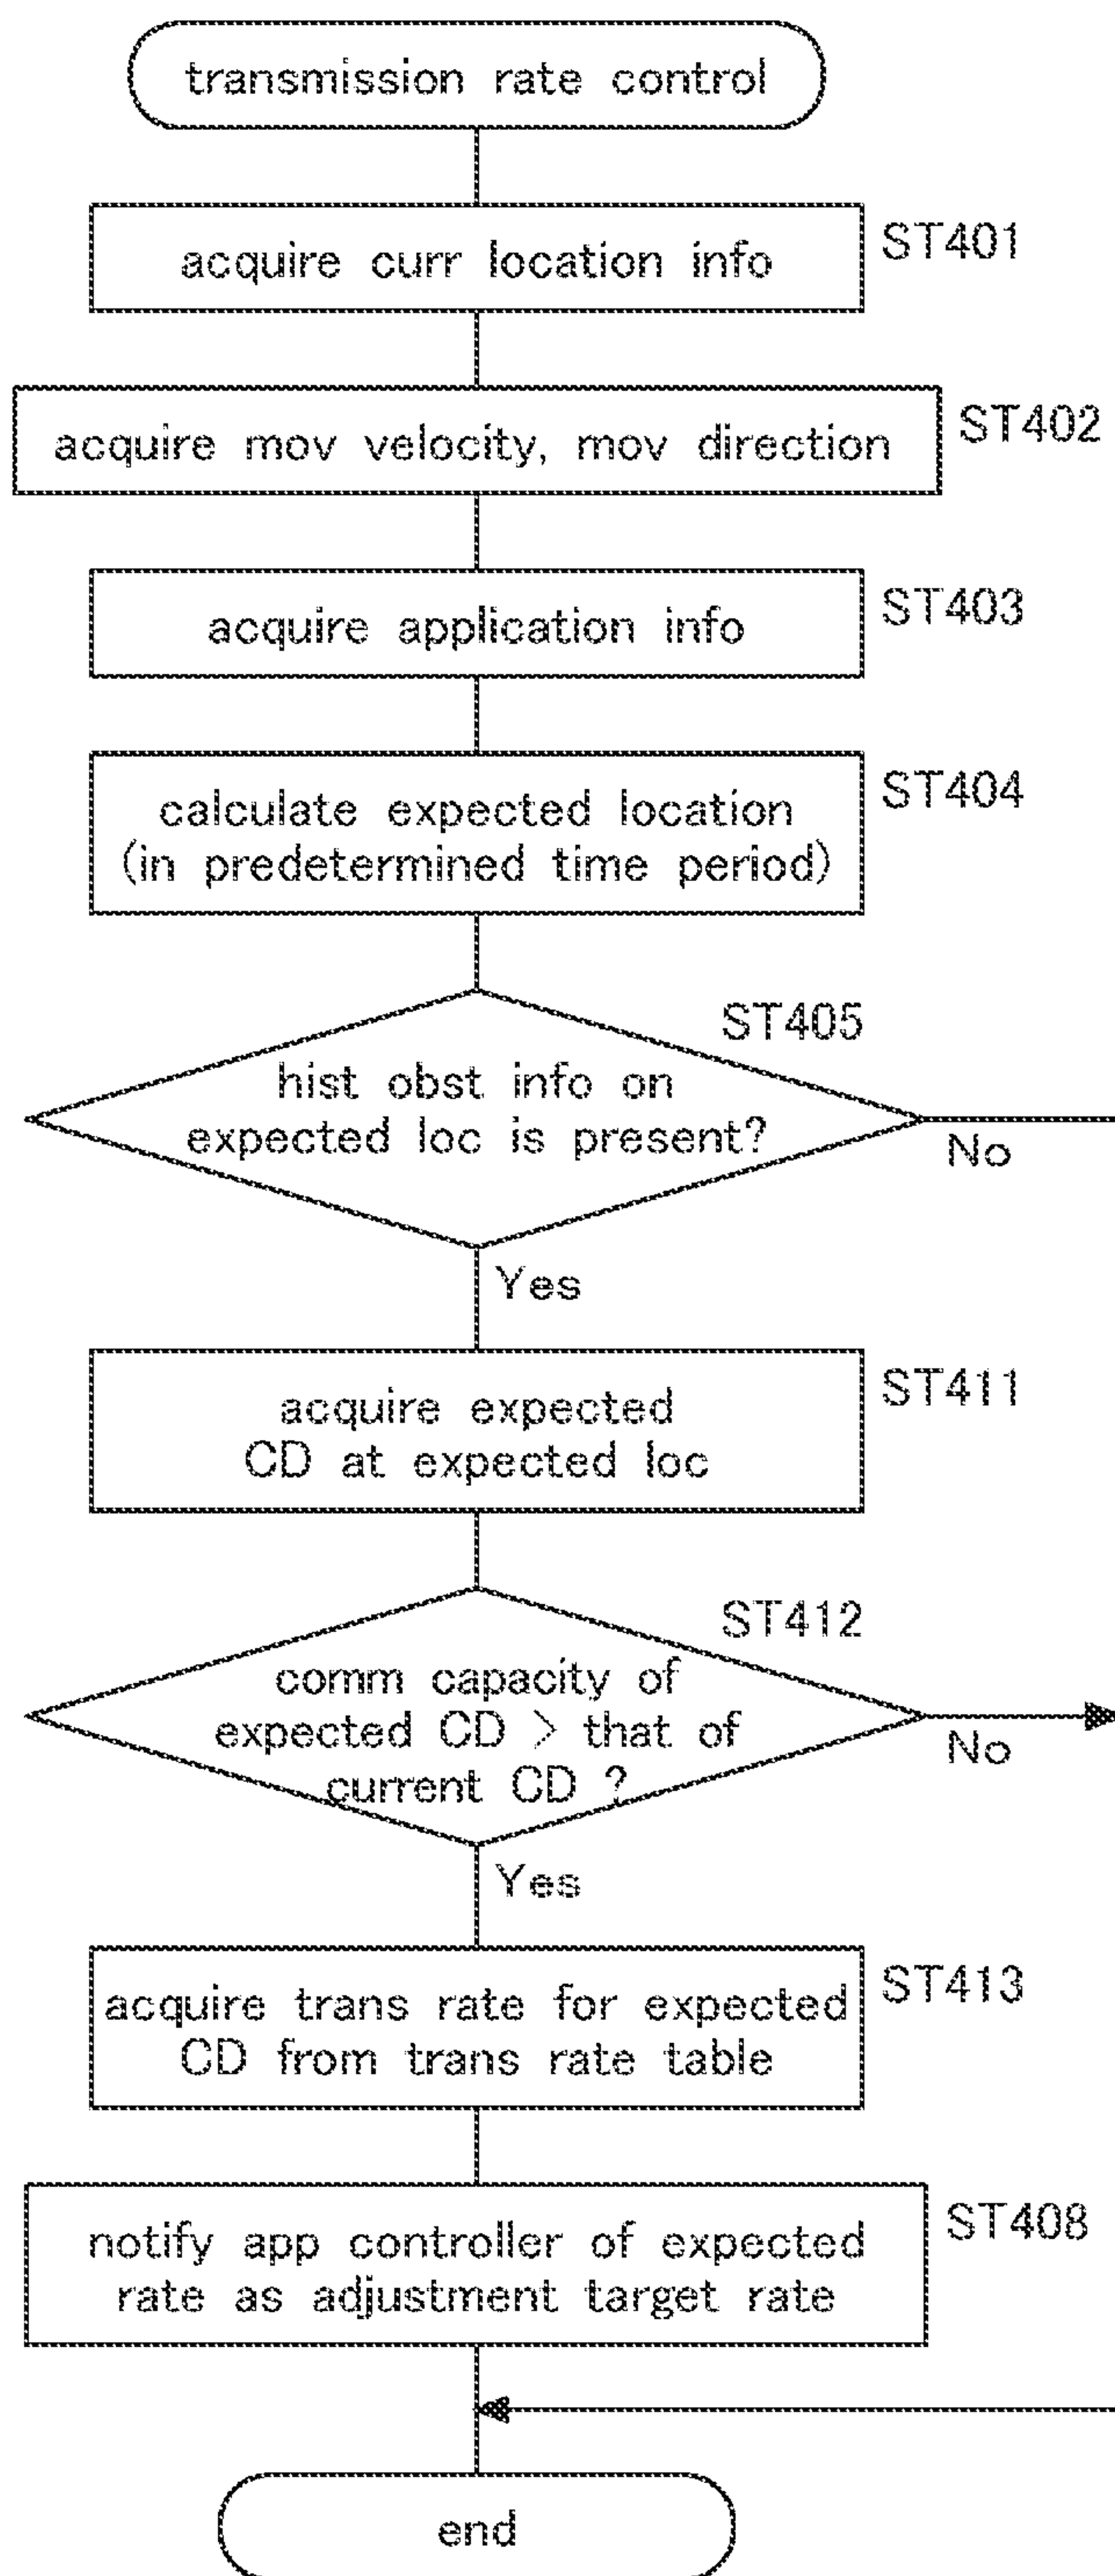 transmission rate control
acquire curr location info
ST401
acquire mov velocity, mov direction
ST402
acquire application info
ST403
calculate expected location
(in predetermined time period)
ST404
ST405
hist obst info on
expected loc is present?
No
Yes
acquire expected
CD at expected loc
ST411
ST412
comm capacity of
expected CD > that of
current CD ?
No
Yes
acquire trans rate for expected
CD from trans rate table
ST413
notify app controller of expected
rate as adjustment target rate
ST408
end